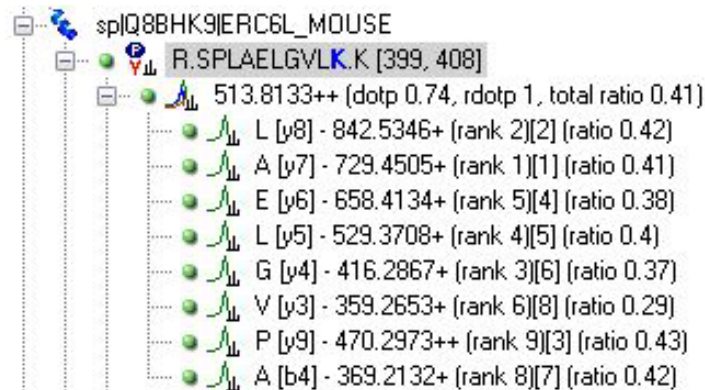 sp|Q8BHK9|ERC6L_MOUSE
R.SPLAELGVLK.K [399, 408]
513.8133++ (dotp 0.74, rdotp 1, total ratio 0.41)
L [y8] - 842.5346+ (rank 2)[2] (ratio 0.42)
A [y7] - 729.4505+ (rank 1)[1] (ratio 0.41)
E [y6] - 658.4134+ (rank 5)[4] (ratio 0.38)
L [y5] - 529.3708+ (rank 4)[5] (ratio 0.4)
G [y4] - 416.2867+ (rank 3)[6] (ratio 0.37)
V [y3] - 359.2653+ (rank 6)[8] (ratio 0.29)
P [y9] - 470.2973++ (rank 9)[3] (ratio 0.43)
A [b4] - 369.2132+ (rank 8)[7] (ratio 0.42)